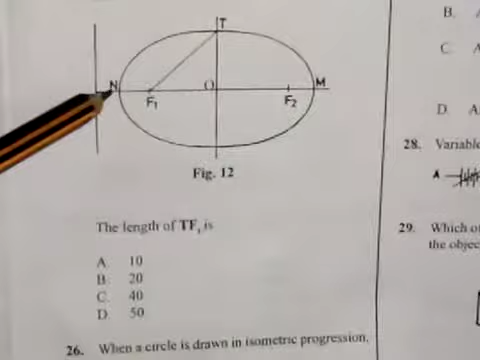 T
N
F1
O
F2
M
Fig. 12
The length of TF1 is
A. 10
B. 20
C. 40
D. 50
26. When a circle is drawn in isometric progression,
B.
C.
D.
28. Variable
A
29. Which
the objec